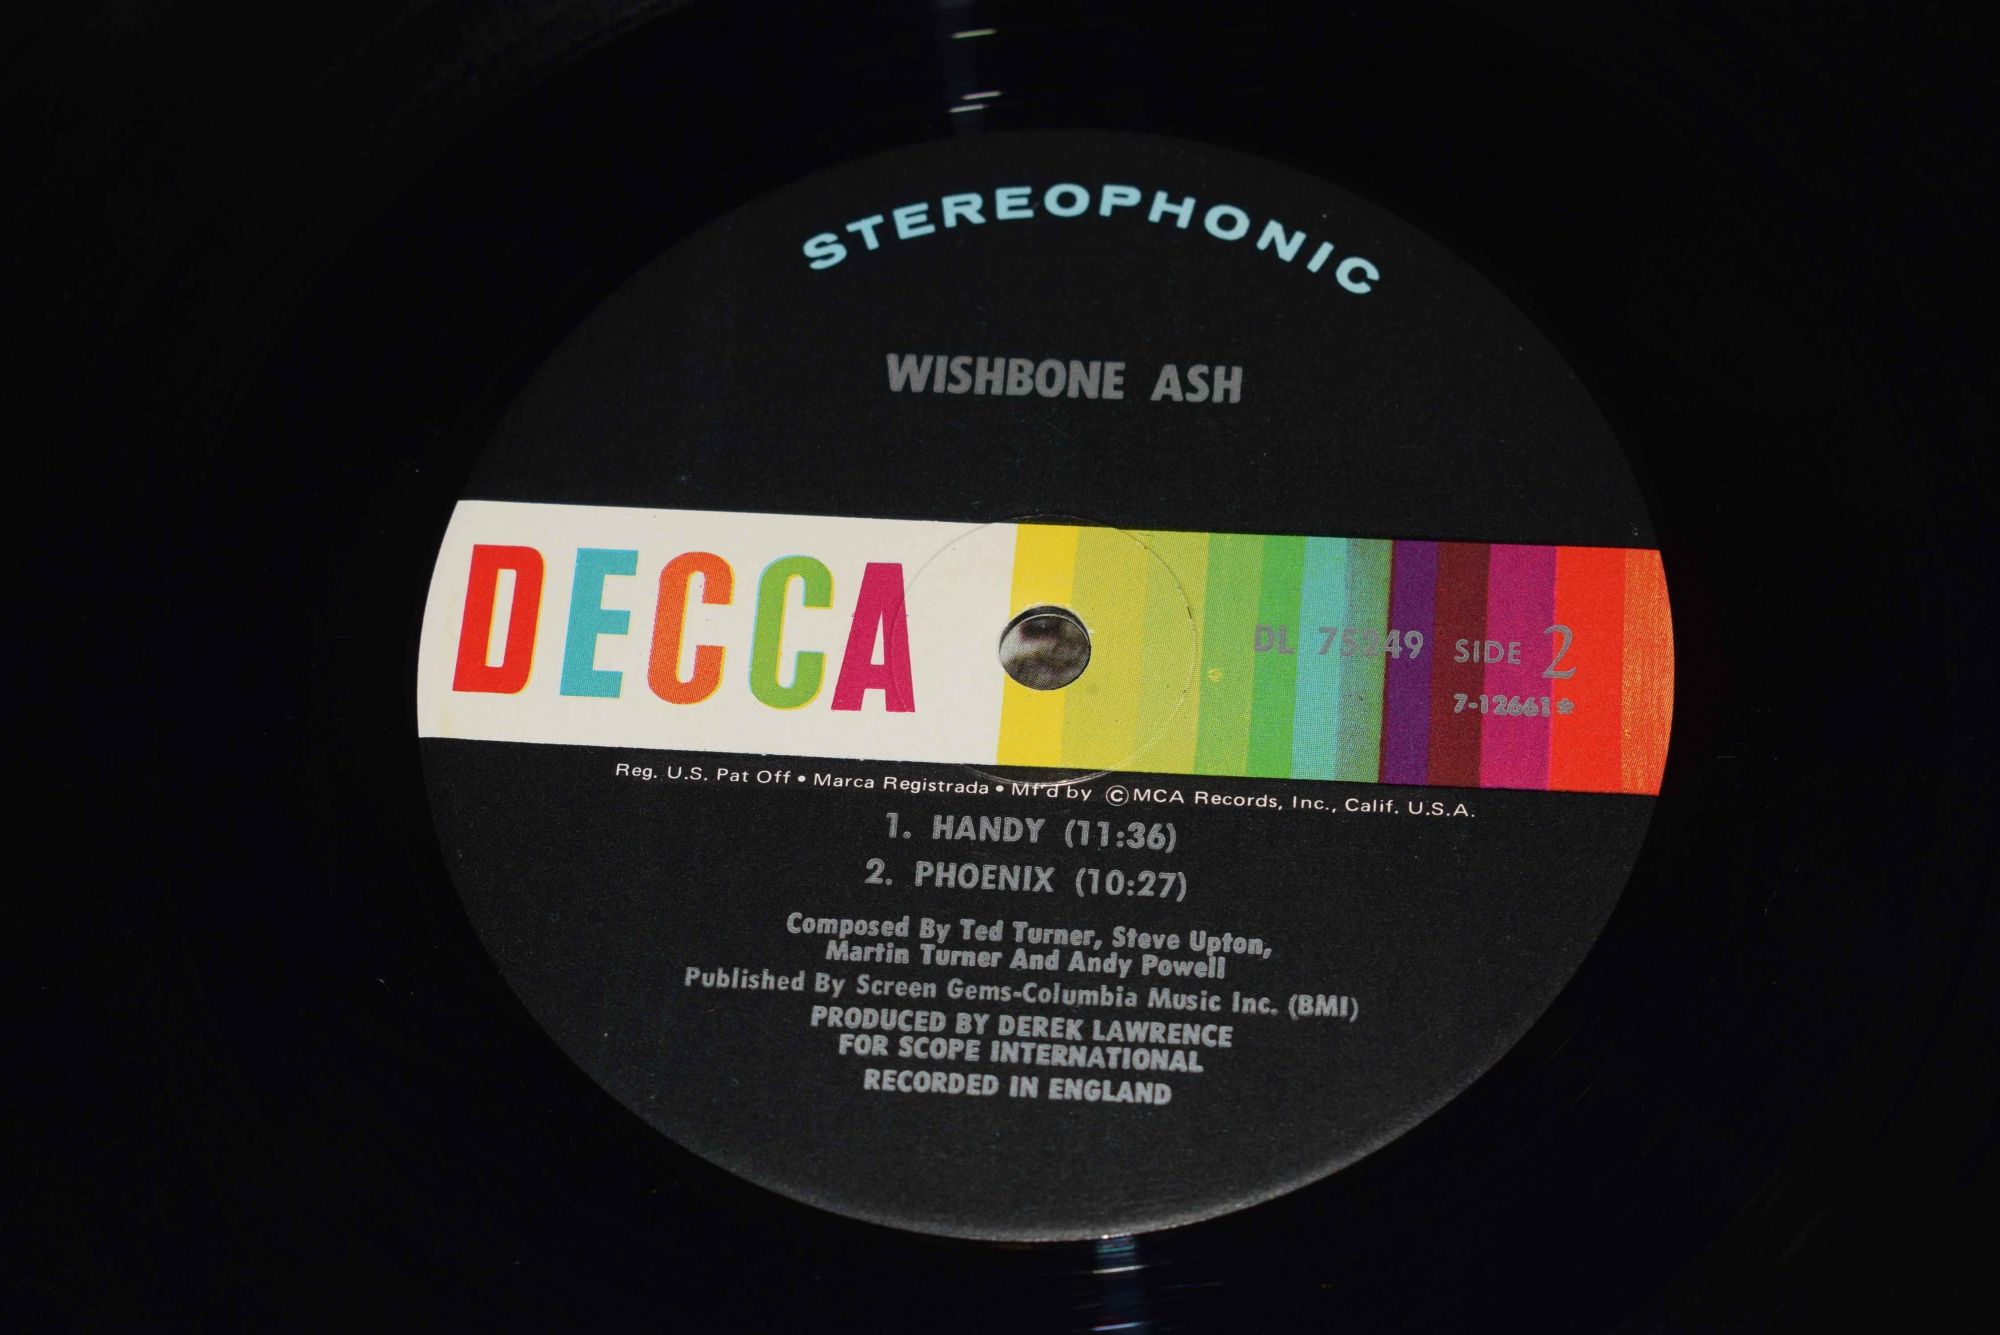 STEREOPHONIC
WISHBONE ASH
DECCA
DL 75249 SIDE 2
7-12661*
Reg. U.S. Pat Off • Marca Registrada • Mf'd by ©MCA Records, Inc., Calif. U.S.A.
1. HANDY (11:36)
2. PHOENIX (10:27)
Composed By Ted Turner, Steve Upton,
Martin Turner And Andy Powell
Published By Screen Gems-Columbia Music Inc. (BMI)
PRODUCED BY DEREK LAWRENCE
FOR SCOPE INTERNATIONAL
RECORDED IN ENGLAND